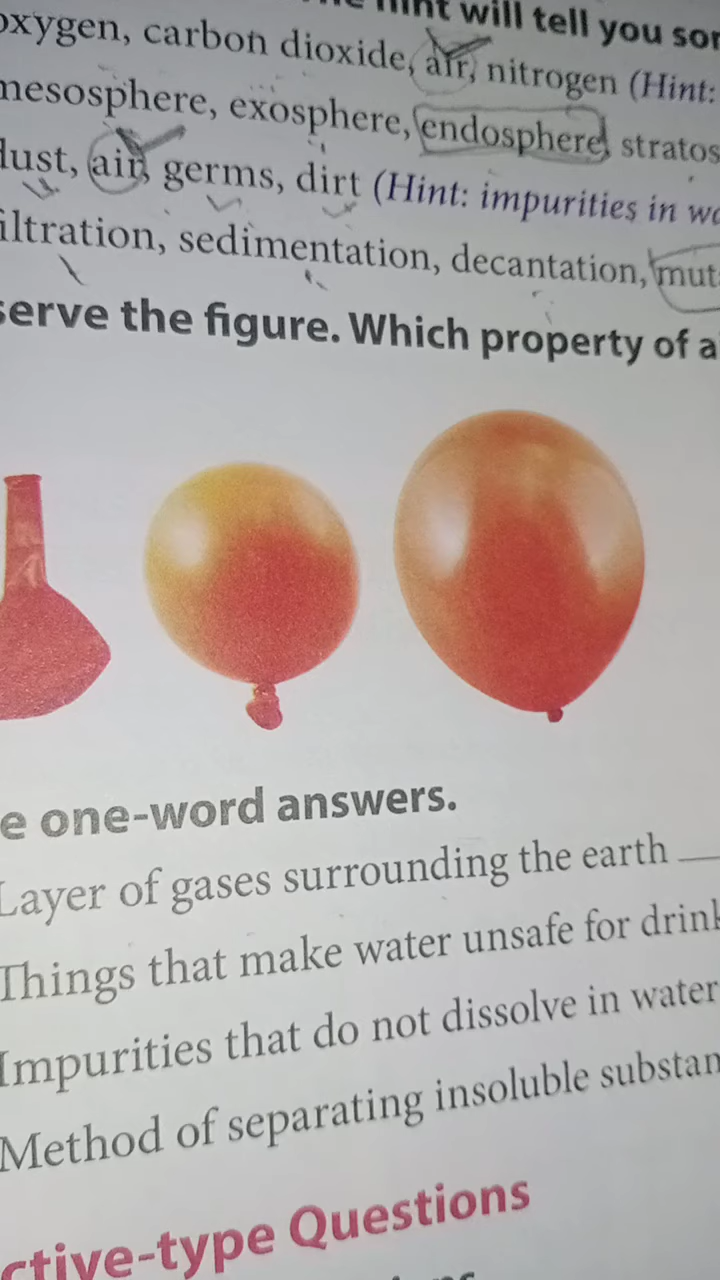 hint will tell you
oxygen, carbon dioxide, air, nitrogen (Hint:
mesosphere, exosphere, endosphere, stratos
dust, air, germs, dirt (Hint: impurities in
iltration, sedimentation, decantation, mut
serve the figure. Which property of a
e one-word answers.
Layer of gases surrounding the earth
Things that make water unsafe for drink
Impurities that do not dissolve in water
Method of separating insoluble substan
ctive-type Questions